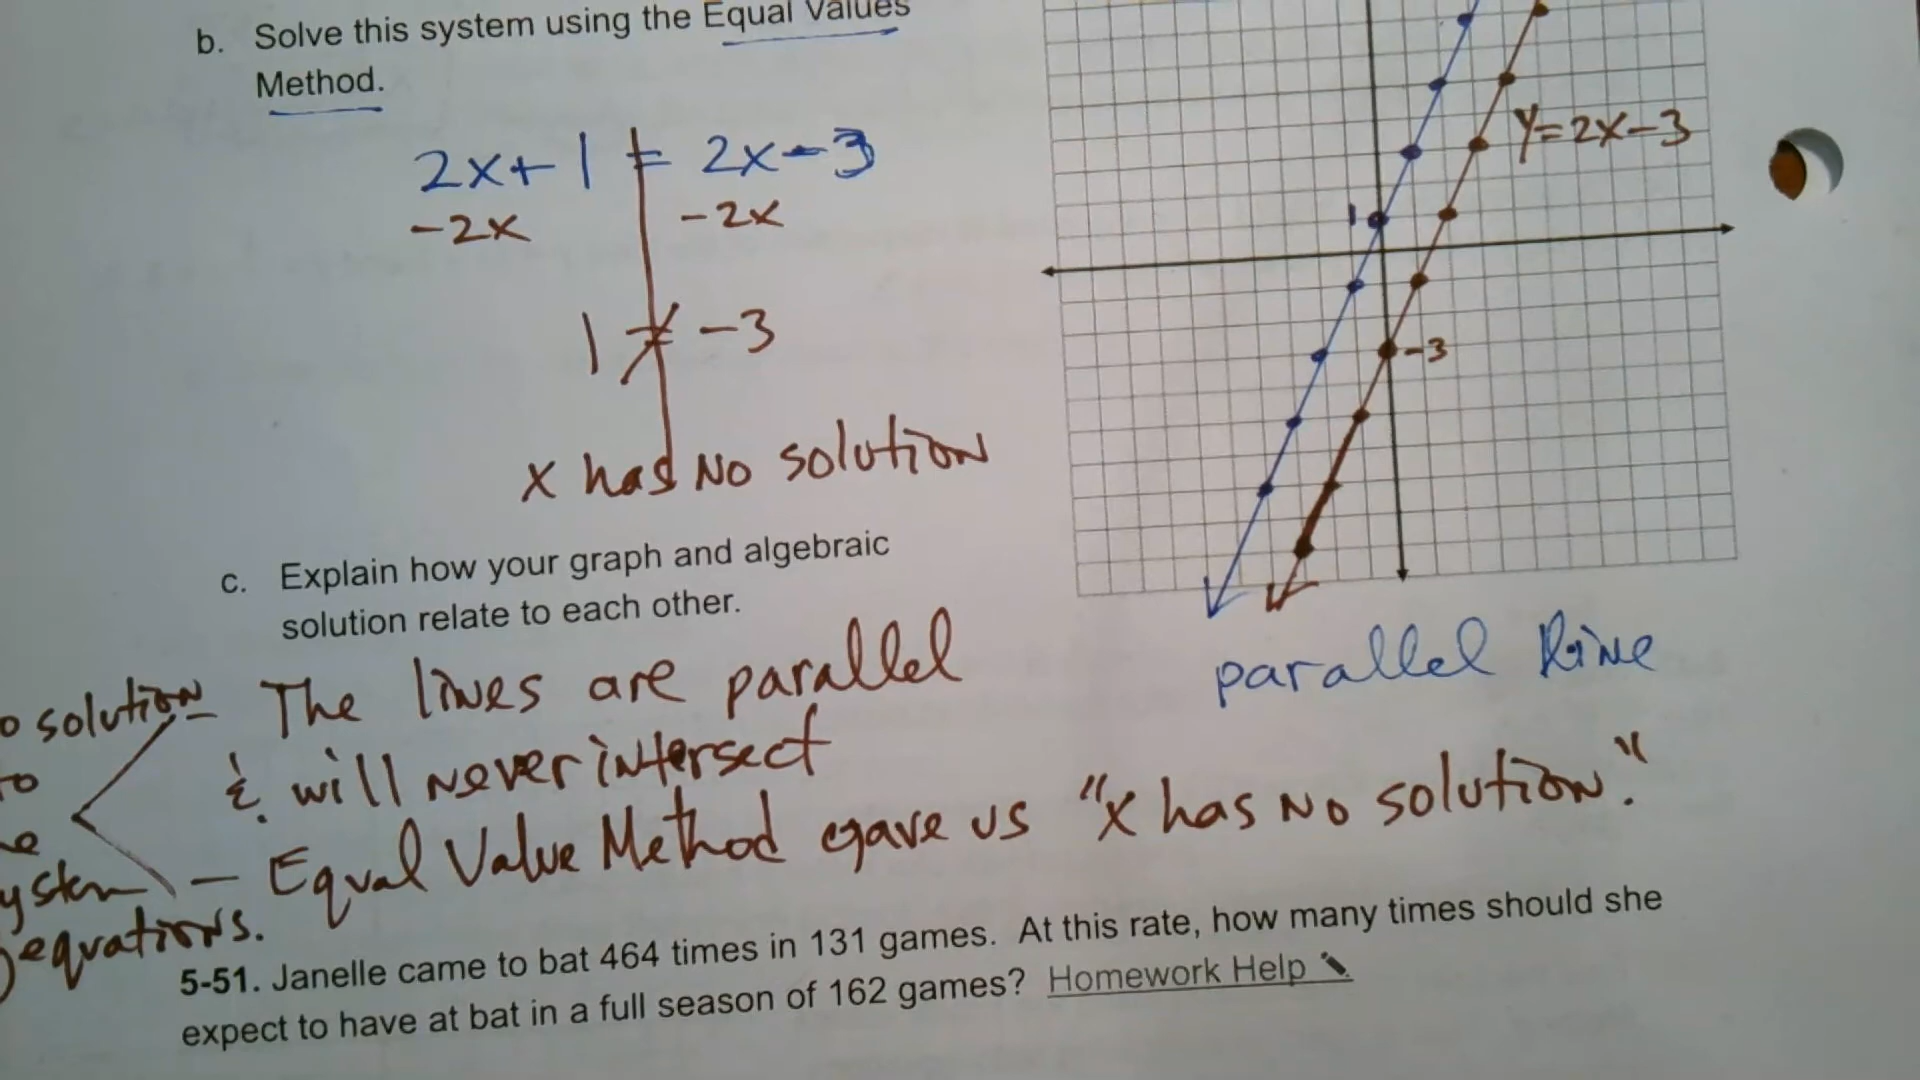 b. Solve this system using the Equal Values
Method.
2x+1 = 2x-3
-2x -2x
1 ≠ -3
x has no solution
y=2x-3
1
-3
parallel line
c. Explain how your graph and algebraic
solution relate to each other.
solution The lines are parallel
& will never intersect
- Equal Value Method gave us "x has no solution."
equations.
5-51. Janelle came to bat 464 times in 131 games. At this rate, how many times should she
expect to have at bat in a full season of 162 games? Homework Help